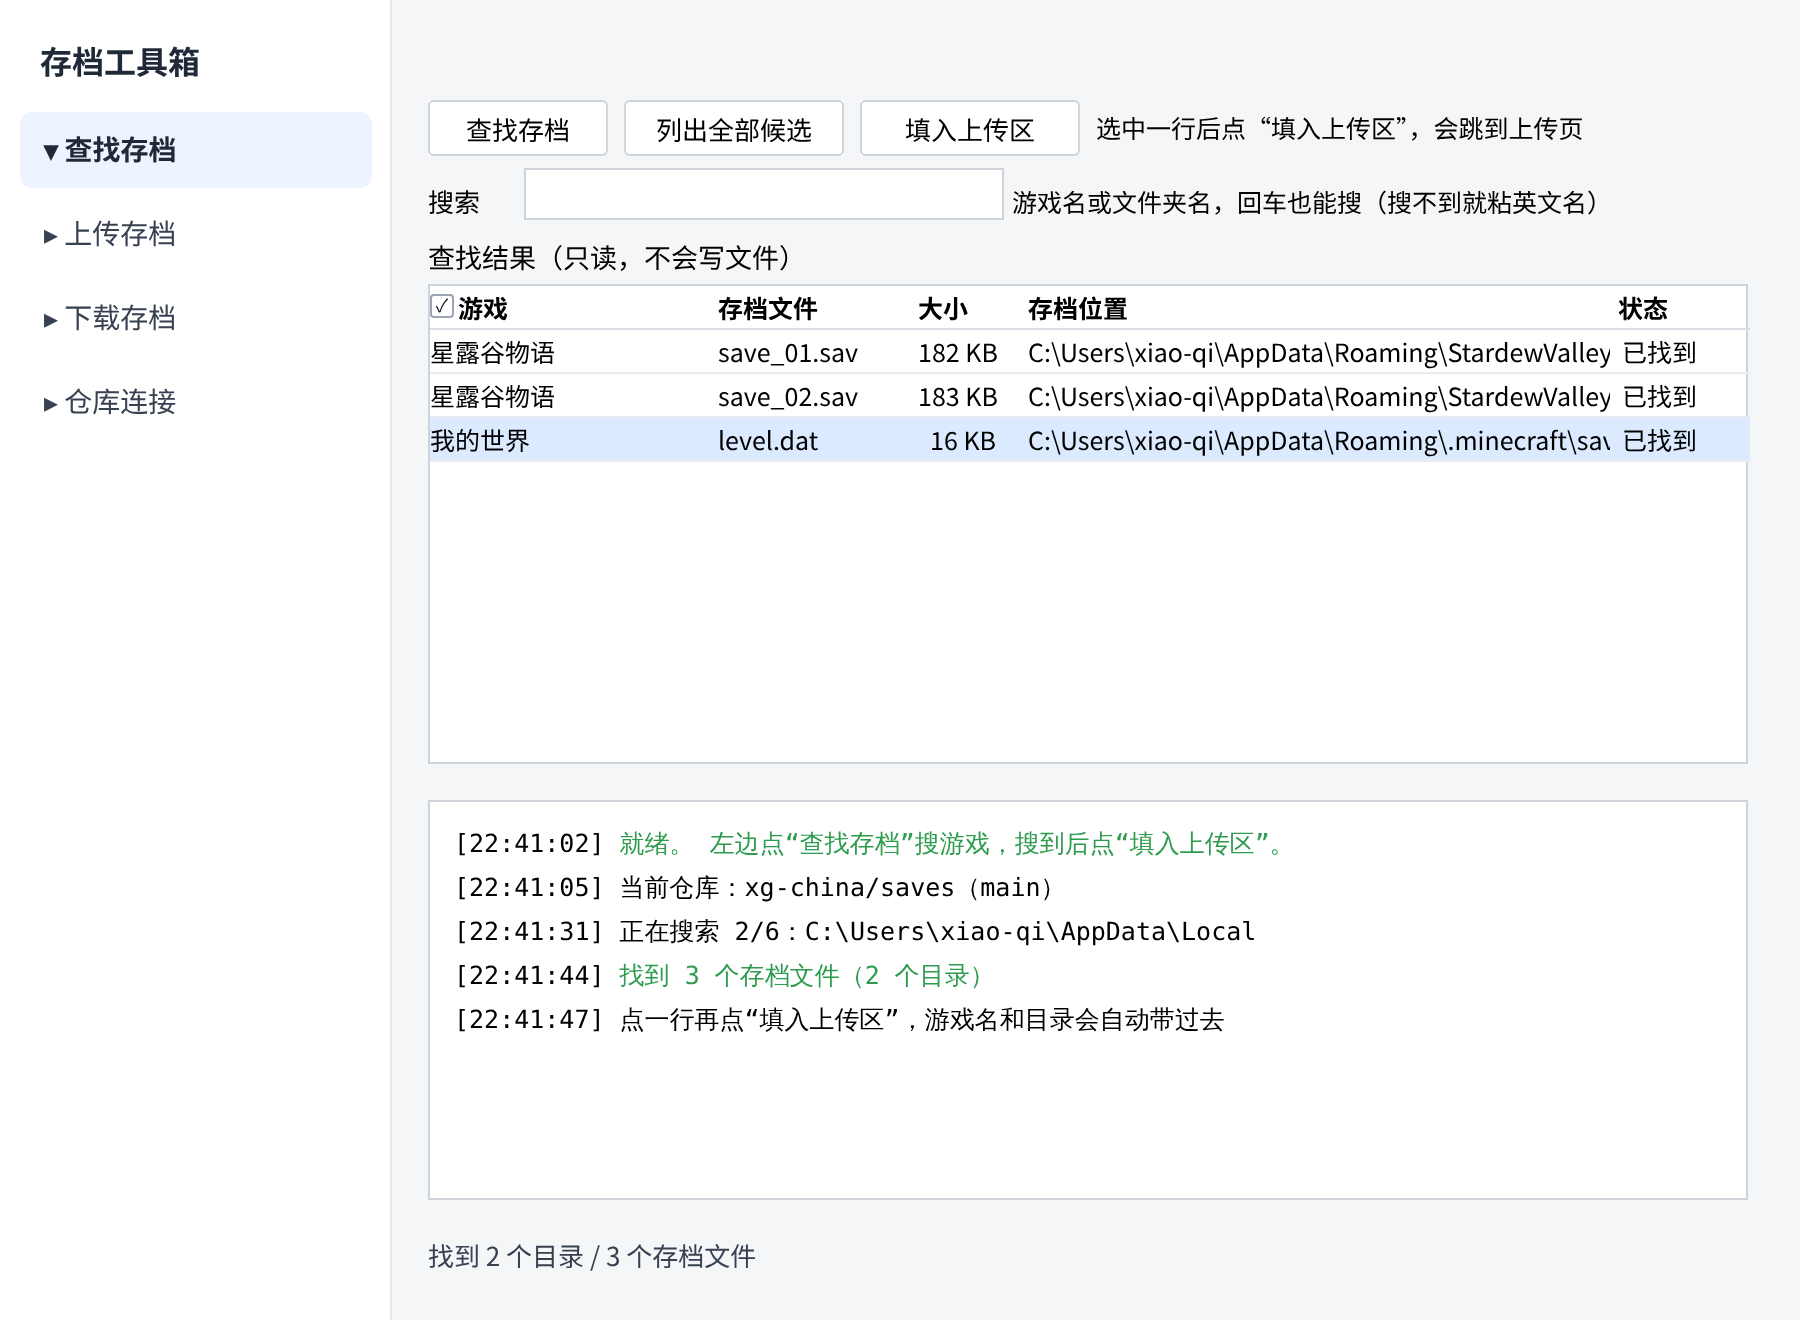 存档工具箱
▾ 查找存档
▸ 上传存档
▸ 下载存档
▸ 仓库连接
查找存档 列出全部候选 填入上传区 选中一行后点“填入上传区”，会跳到上传页
搜索 游戏名或文件夹名，回车也能搜（搜不到就粘英文名）
查找结果（只读，不会写文件）
☑ 游戏 存档文件 大小 存档位置 状态
星露谷物语 save_01.sav 182 KB C:\Users\xiao-qi\AppData\Roaming\StardewValley 已找到
星露谷物语 save_02.sav 183 KB C:\Users\xiao-qi\AppData\Roaming\StardewValley 已找到
我的世界 level.dat 16 KB C:\Users\xiao-qi\AppData\Roaming\.minecraft\sav 已找到
[22:41:02] 就绪。 左边点“查找存档”搜游戏，搜到后点“填入上传区”。
[22:41:05] 当前仓库：xg-china/saves（main）
[22:41:31] 正在搜索 2/6：C:\Users\xiao-qi\AppData\Local
[22:41:44] 找到 3 个存档文件（2 个目录）
[22:41:47] 点一行再点“填入上传区”，游戏名和目录会自动带过去
找到 2 个目录 / 3 个存档文件